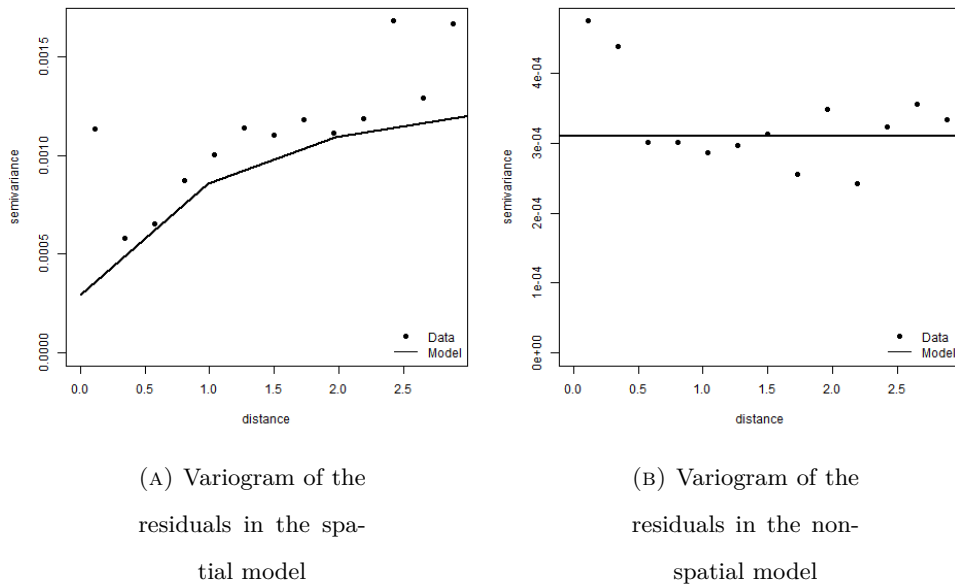 0.0015
0.0010
0.0005
0.0000
semivariance
Data
Model
0.0 0.5 1.0 1.5 2.0 2.5
distance
4e-04
3e-04
2e-04
1e-04
0e+00
semivariance
Data
Model
0.0 0.5 1.0 1.5 2.0 2.5
distance
(A) Variogram of the
residuals in the spa-
tial model
(B) Variogram of the
residuals in the non-
spatial model